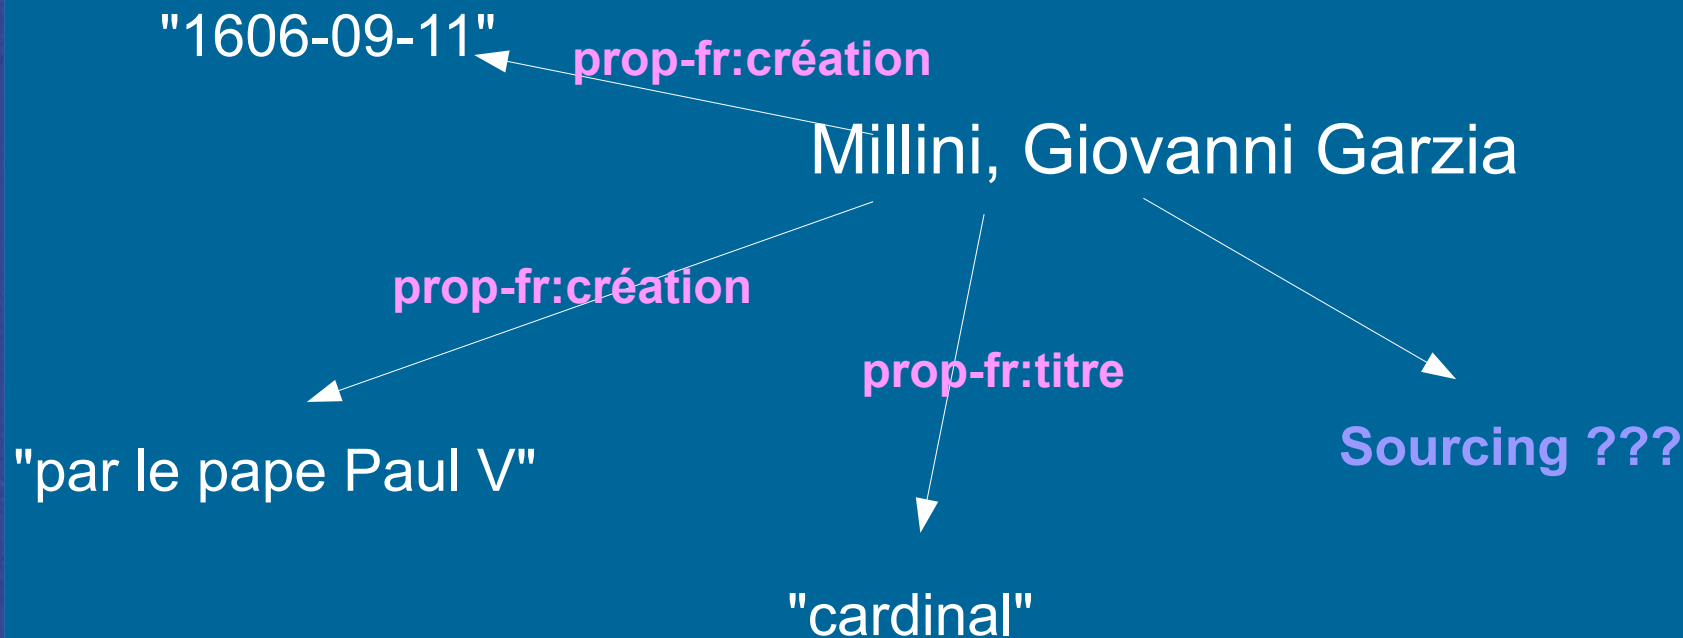 "1606-09-11"
prop-fr:création
Millini, Giovanni Garzia
prop-fr:création
prop-fr:titre
Sourcing ???
"par le pape Paul V"
"cardinal"